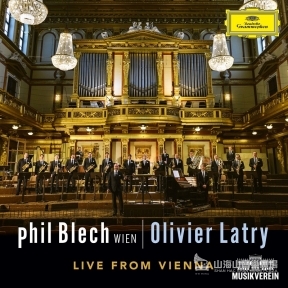 Deutsche
Grammophon
phil Blech WIEN | Olivier Latry
LIVE FROM VIENNA
MUSIKVEREIN